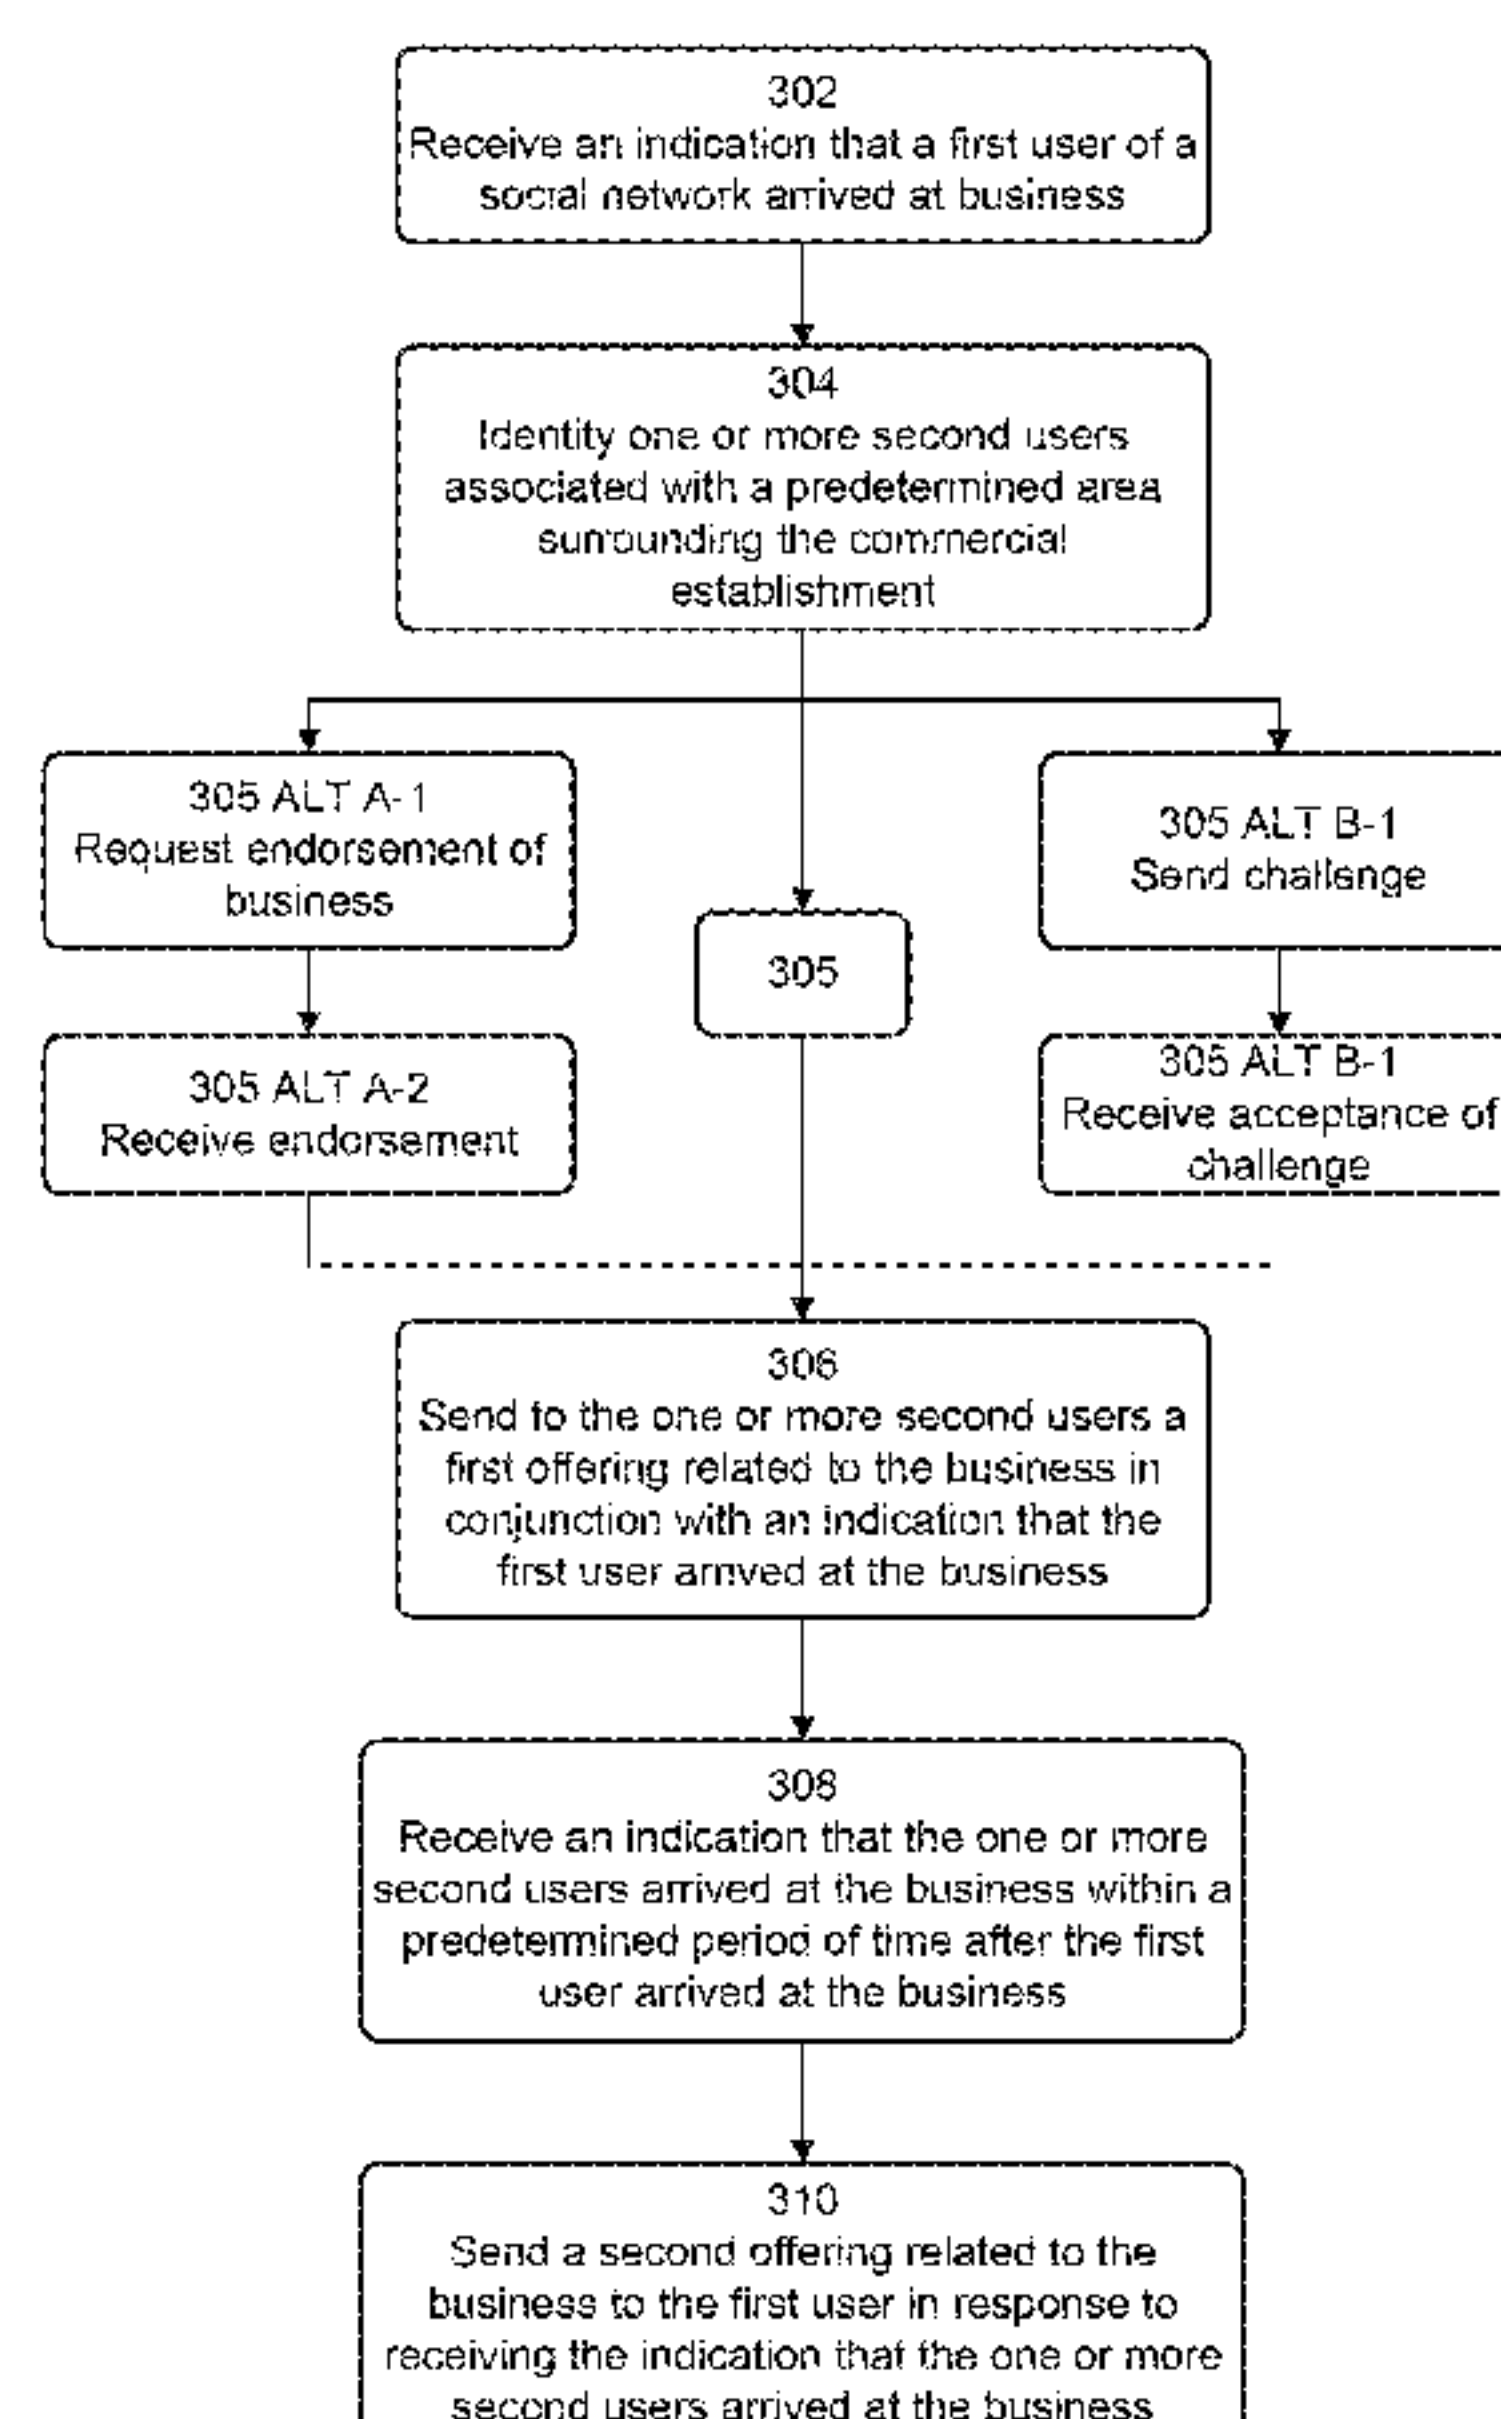 302
Receive an indication that a first user of a
social network arrived at business
304
Identity one or more second users
associated with a predetermined area
surrounding the commercial
establishment
305 ALT A-1
Request endorsement of
business
305 ALT B-1
Send challenge
305
305 ALT A-2
Receive endorsement
305 ALT B-1
Receive acceptance of
challenge
306
Send to the one or more second users a
first offering related to the business in
conjunction with an indication that the
first user arrived at the business
308
Receive an indication that the one or more
second users arrived at the business within a
predetermined period of time after the first
user arrived at the business
310
Send a second offering related to the
business to the first user in response to
receiving the indication that the one or more
second users arrived at the business